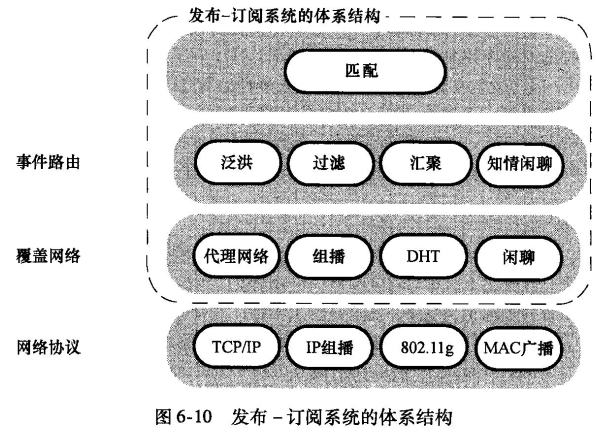 发布–订阅系统的体系结构
匹配
事件路由 泛洪 过滤 汇聚 知情闲聊
覆盖网络 代理网络 组播 DHT 闲聊
网络协议 TCP/IP IP组播 802.11g MAC广播
图 6-10 发布–订阅系统的体系结构